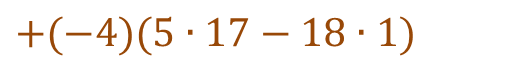 +(−4)(5 · 17 − 18 · 1)